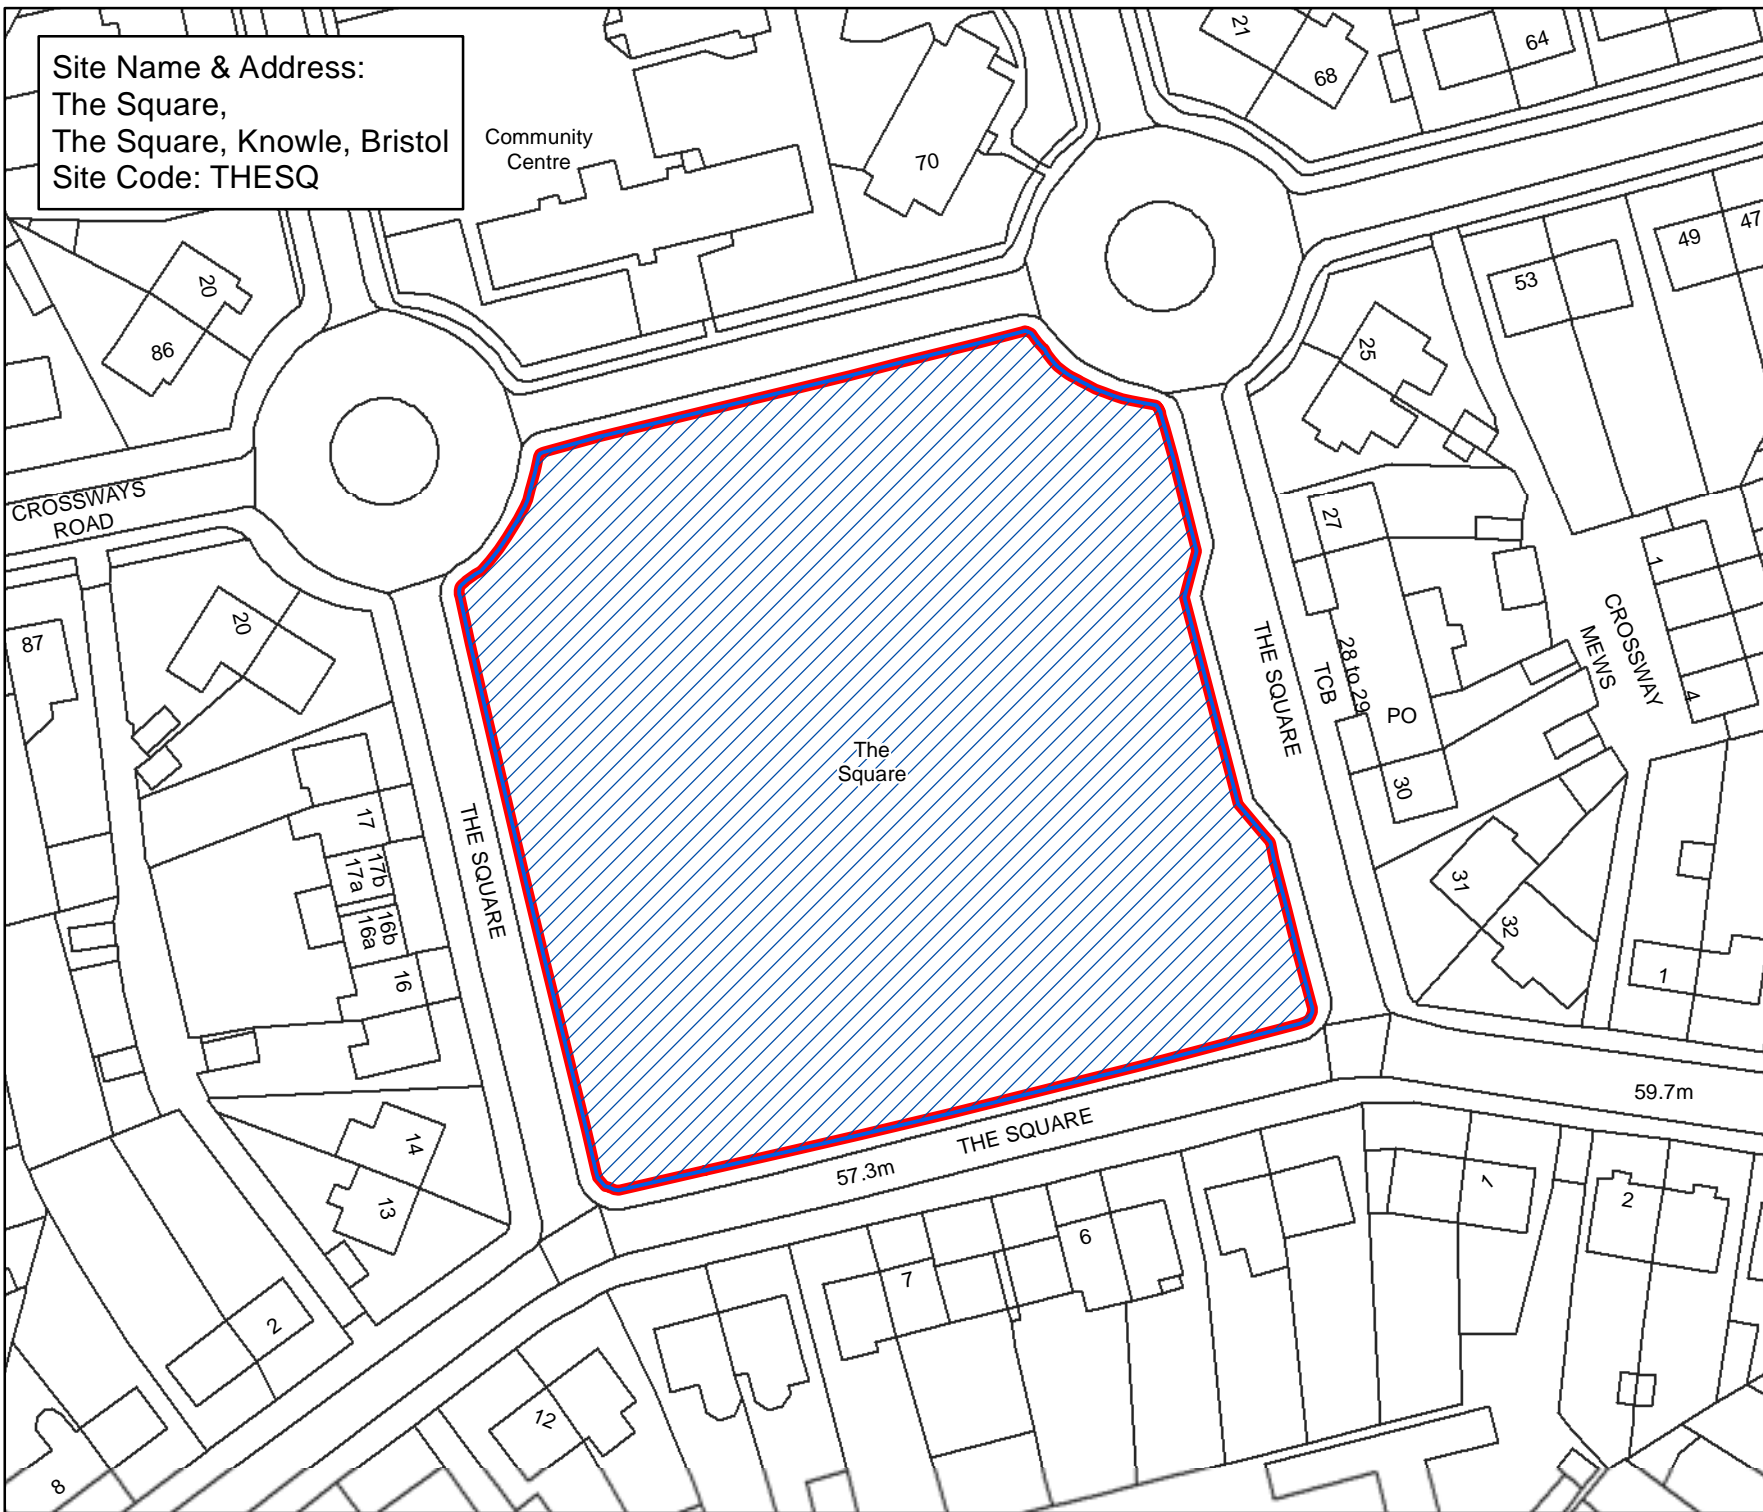 Site Name & Address:
The Square,
The Square, Knowle, Bristol
Site Code: THESQ
Community
Centre
70
21
68
64
49
47
53
25
20
86
CROSSWAYS
ROAD
27
1
CROSSWAY
MEWS
4
87
20
THE SQUARE
TCB
28 to 29
PO
30
The
Square
17
17b
17a
16b
16a
16
THE SQUARE
31
32
1
59.7m
THE SQUARE
57.3m
14
13
1
2
6
7
2
12
8